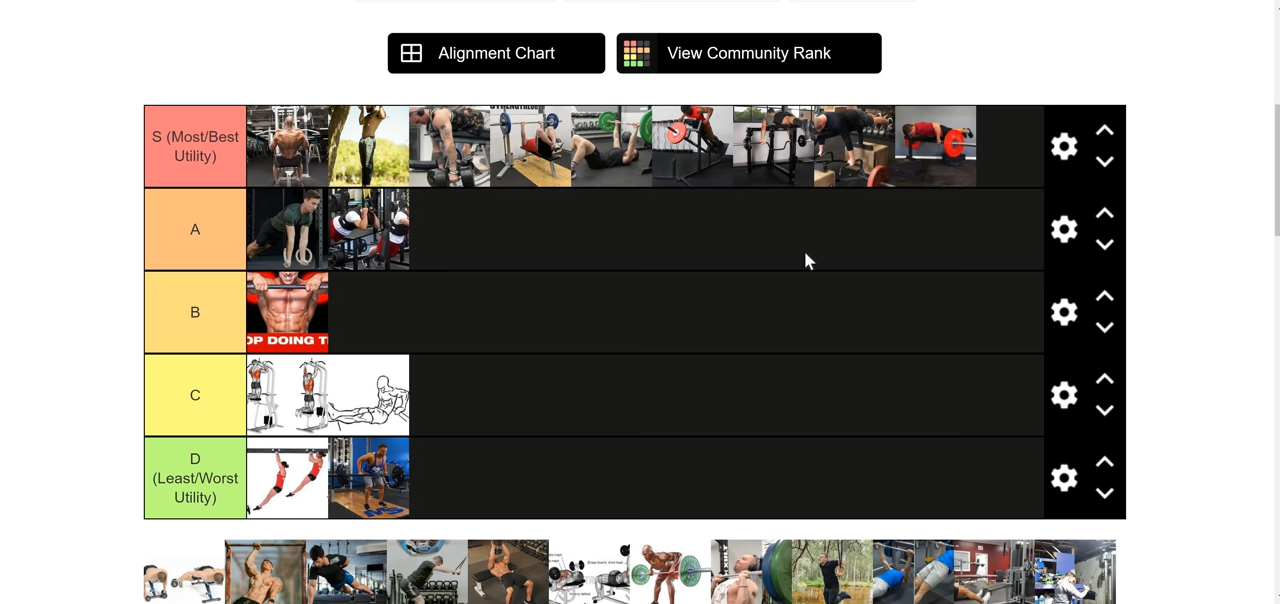 Alignment Chart
View Community Rank
S (Most/Best
Utility)
A
OP DOING T
B
C
D
(Least/Worst
Utility)